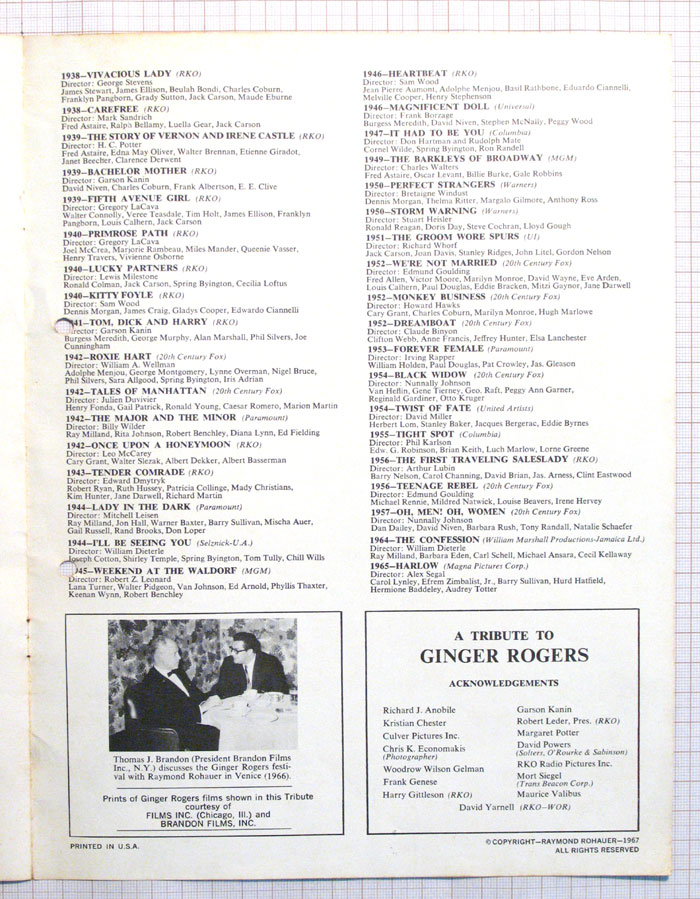 1938—VIVACIOUS LADY (RKO)
Director: George Stevens
James Stewart, James Ellison, Beulah Bondi, Charles Coburn,
Franklyn Pangborn, Grady Sutton, Jack Carson, Maude Eburne
1938—CAREFREE (RKO)
Director: Mark Sandrich
Fred Astaire, Ralph Bellamy, Luella Gear, Jack Carson
1939—THE STORY OF VERNON AND IRENE CASTLE (RKO)
Director: H. C. Potter
Fred Astaire, Edna May Oliver, Walter Brennan, Etienne Giradot,
Janet Beecher, Clarence Derwent
1939—BACHELOR MOTHER (RKO)
Director: Garson Kanin
David Niven, Charles Coburn, Frank Albertson, E. E. Clive
1939—FIFTH AVENUE GIRL (RKO)
Director: Gregory LaCava
Walter Connolly, Veree Teasdale, Tim Holt, James Ellison, Franklyn
Pangborn, Louis Calhern, Jack Carson
1940—PRIMROSE PATH (RKO)
Director: Gregory LaCava
Joel McCrea, Marjorie Rambeau, Miles Mander, Queenie Vasser,
Henry Travers, Vivienne Osborne
1940—LUCKY PARTNERS (RKO)
Director: Lewis Milestone
Ronald Colman, Jack Carson, Spring Byington, Cecilia Loftus
1940—KITTY FOYLE (RKO)
Director: Sam Wood
Dennis Morgan, James Craig, Gladys Cooper, Edwardo Ciannelli
41—TOM, DICK AND HARRY (RKO)
Director: Garson Kanin
Burgess Meredith, George Murphy, Alan Marshall, Phil Silvers, Joe
Cunningham
1942—ROXIE HART (20th Century Fox)
Director: William A. Wellman
Adolphe Menjou, George Montgomery, Lynne Overman, Nigel Bruce,
Phil Silvers, Sara Allgood, Spring Byington, Iris Adrian
1942—TALES OF MANHATTAN (20th Century Fox)
Director: Julien Duvivier
Henry Fonda, Gail Patrick, Ronald Young, Caesar Romero, Marion Martin
1942—THE MAJOR AND THE MINOR (Paramount)
Director: Billy Wilder
Ray Milland, Rita Johnson, Robert Benchley, Diana Lynn, Ed Fielding
1942—ONCE UPON A HONEYMOON (RKO)
Director: Leo McCarey
Cary Grant, Walter Slezak, Albert Dekker, Albert Basserman
1943—TENDER COMRADE (RKO)
Director: Edward Dmytryk
Robert Ryan, Ruth Hussey, Patricia Collinge, Mady Christians,
Kim Hunter, Jane Darwell, Richard Martin
1944—LADY IN THE DARK (Paramount)
Director: Mitchell Leisen
Ray Milland, Jon Hall, Warner Baxter, Barry Sullivan, Mischa Auer,
Gail Russell, Rand Brooks, Don Loper
1944—I'LL BE SEEING YOU (Selznick-U.A.)
Director: William Dieterle
Joseph Cotton, Shirley Temple, Spring Byington, Tom Tully, Chill Wills
945—WEEKEND AT THE WALDORF (MGM)
Director: Robert Z. Leonard
Lana Turner, Walter Pidgeon, Van Johnson, Ed Arnold, Phyllis Thaxter,
Keenan Wynn, Robert Benchley
1946—HEARTBEAT (RKO)
Director: Sam Wood
Jean Pierre Aumont, Adolphe Menjou, Basil Rathbone, Eduardo Ciannelli,
Melville Cooper, Henry Stephenson
1946—MAGNIFICENT DOLL (Universal)
Director: Frank Borzage
Burgess Meredith, David Niven, Stephen McNaily, Peggy Wood
1947—IT HAD TO BE YOU (Columbia)
Director: Don Hartman and Rudolph Mate
Cornel Wilde, Spring Byington, Ron Randell
1949—THE BARKLEYS OF BROADWAY (MGM)
Director: Charles Walters
Fred Astaire, Oscar Levant, Billie Burke, Gale Robbins
1950—PERFECT STRANGERS (Warners)
Director: Bretaigne Windust
Dennis Morgan, Thelma Ritter, Margalo Gilmore, Anthony Ross
1950—STORM WARNING (Warners)
Director: Stuart Heisler
Ronald Reagan, Doris Day, Steve Cochran, Lloyd Gough
1951—THE GROOM WORE SPURS (UI)
Director: Richard Whorf
Jack Carson, Joan Davis, Stanley Ridges, John Litel, Gordon Nelson
1952—WE'RE NOT MARRIED (20th Century Fox)
Director: Edmund Goulding
Fred Allen, Victor Moore, Marilyn Monroe, David Wayne, Eve Arden,
Louis Calhern, Paul Douglas, Eddie Bracken, Mitzi Gaynor, Jane Darwell
1952—MONKEY BUSINESS (20th Century Fox)
Director: Howard Hawks
Cary Grant, Charles Coburn, Marilyn Monroe, Hugh Marlowe
1952—DREAMBOAT (20th Century Fox)
Director: Claude Binyon
Clifton Webb, Anne Francis, Jeffrey Hunter, Elsa Lanchester
1953—FOREVER FEMALE (Paramount)
Director: Irving Rapper
William Holden, Paul Douglas, Pat Crowley, Jas. Gleason
1954—BLACK WIDOW (20th Century Fox)
Director: Nunnally Johnson
Van Heflin, Gene Tierney, Geo. Raft, Peggy Ann Garner,
Reginald Gardiner, Otto Kruger
1954—TWIST OF FATE (United Artists)
Director: David Miller
Herbert Lom, Stanley Baker, Jacques Bergerac, Eddie Byrnes
1955—TIGHT SPOT (Columbia)
Director: Phil Karlson
Edw. G. Robinson, Brian Keith, Luch Marlow, Lorne Greene
1956—THE FIRST TRAVELING SALESLADY (RKO)
Director: Arthur Lubin
Barry Nelson, Carol Channing, David Brian, Jas. Arness, Clint Eastwood
1956—TEENAGE REBEL (20th Century Fox)
Director: Edmund Goulding
Michael Rennie, Mildred Natwick, Louise Beavers, Irene Hervey
1957—OH, MEN! OH, WOMEN (20th Century Fox)
Director: Nunnally Johnson
Dan Dailey, David Niven, Barbara Rush, Tony Randall, Natalie Schaefer
1964—THE CONFESSION (William Marshall Productions-Jamaica Ltd.)
Director: William Dieterle
Ray Milland, Barbara Eden, Carl Schell, Michael Ansara, Cecil Kellaway
1965—HARLOW (Magna Pictures Corp.)
Director: Alex Segal
Carol Lynley, Efrem Zimbalist, Jr., Barry Sullivan, Hurd Hatfield,
Hermione Baddeley, Audrey Totter
Thomas J. Brandon (President Brandon Films
Inc., N.Y.) discusses the Ginger Rogers festi-
val with Raymond Rohauer in Venice (1966).
Prints of Ginger Rogers films shown in this Tribute
courtesy of
FILMS INC. (Chicago, Ill.) and
BRANDON FILMS, INC.
A TRIBUTE TO
GINGER ROGERS
ACKNOWLEDGEMENTS
Richard J. Anobile
Kristian Chester
Culver Pictures Inc.
Chris K. Economakis
(Photographer)
Woodrow Wilson Gelman
Frank Genese
Harry Gittleson (RKO)
Garson Kanin
Robert Leder, Pres. (RKO)
Margaret Potter
David Powers
(Solters, O'Rourke & Sabinson)
RKO Radio Pictures Inc.
Mort Siegel
(Trans Beacon Corp.)
Maurice Valibus
David Yarnell (RKO-WOR)
PRINTED IN U.S.A.
© COPYRIGHT—RAYMOND ROHAUER—1967
ALL RIGHTS RESERVED